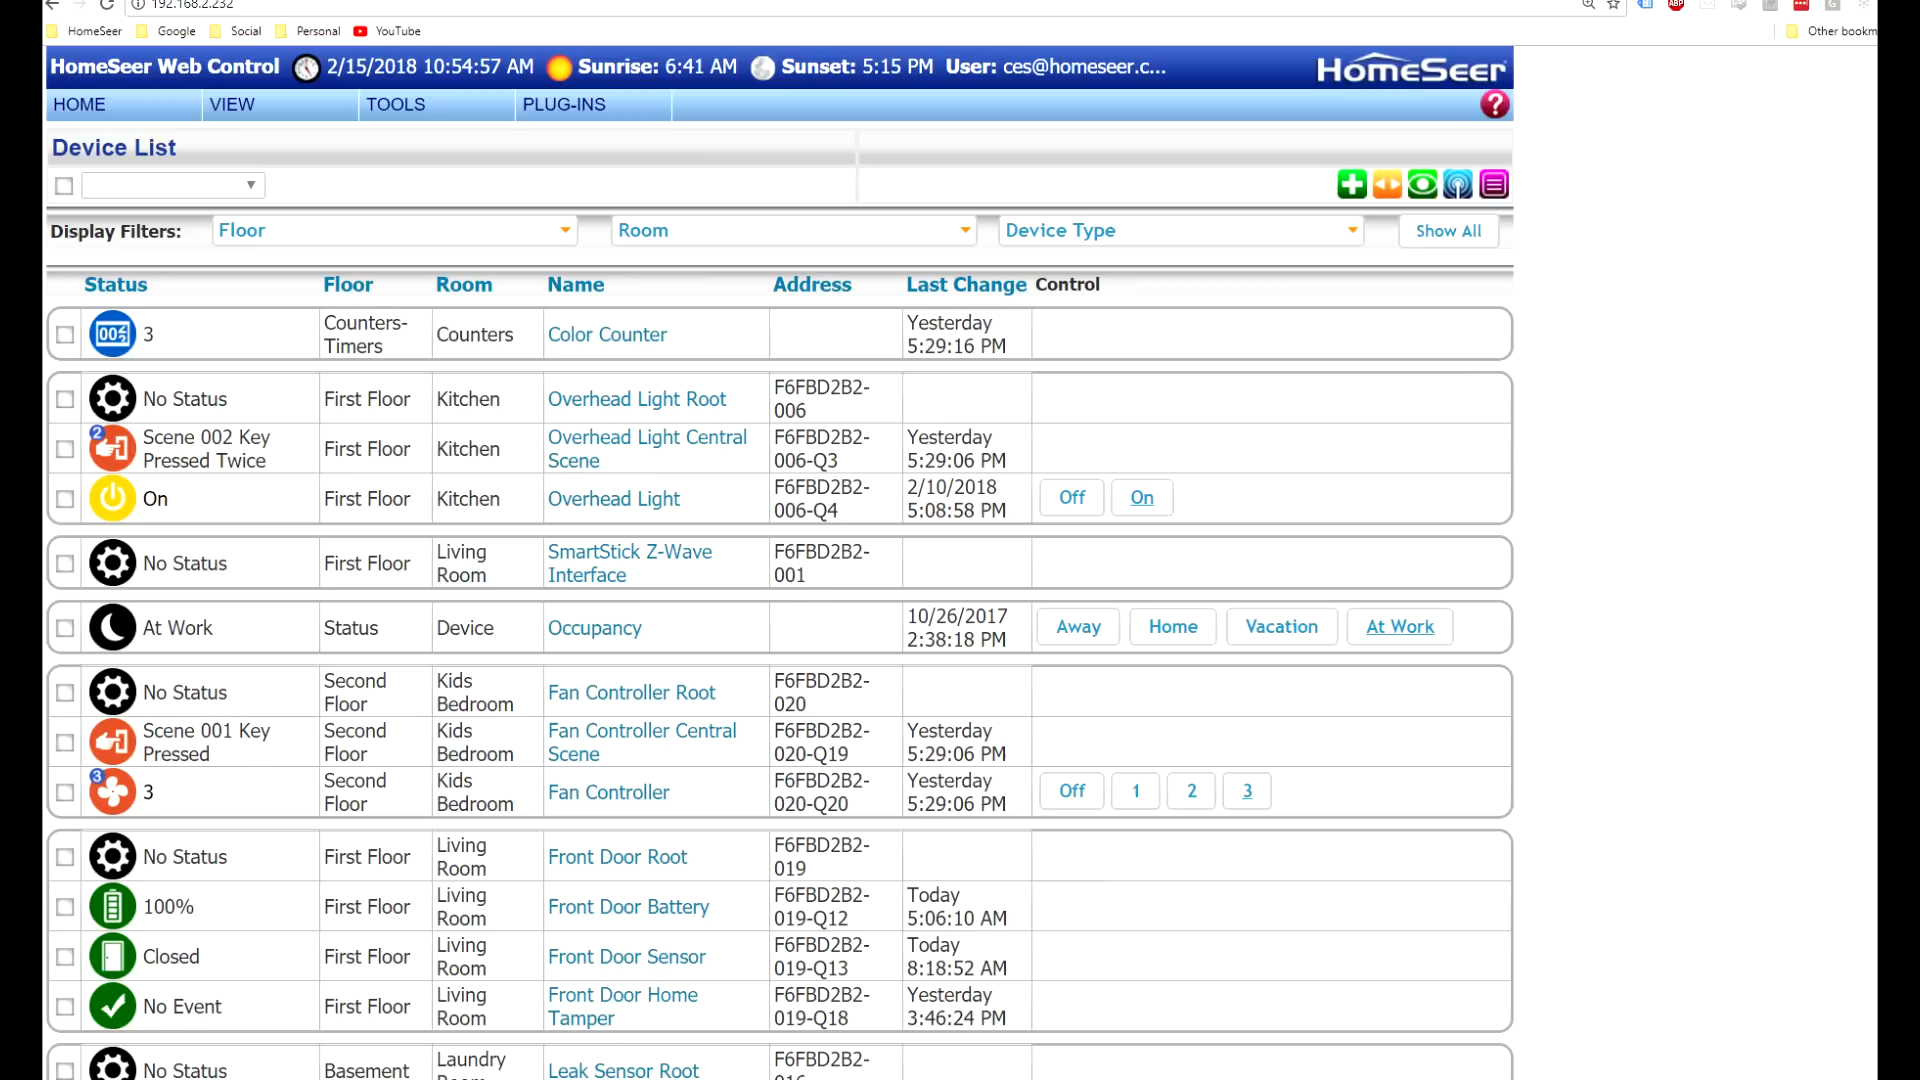 192.168.2.232
HomeSeer Google Social Personal YouTube Other bookm
HomeSeer Web Control 2/15/2018 10:54:57 AM Sunrise: 6:41 AM Sunset: 5:15 PM User: ces@homeseer.c... HomeSeer
HOME VIEW TOOLS PLUG-INS ?
Device List
Display Filters: Floor Room Device Type Show All
Status Floor Room Name Address Last Change Control
3 Counters-Timers Counters Color Counter Yesterday 5:29:16 PM
No Status First Floor Kitchen Overhead Light Root F6FBD2B2-006
2 Scene 002 Key Pressed Twice First Floor Kitchen Overhead Light Central Scene F6FBD2B2-006-Q3 Yesterday 5:29:06 PM
On First Floor Kitchen Overhead Light F6FBD2B2-006-Q4 2/10/2018 5:08:58 PM Off On
No Status First Floor Living Room SmartStick Z-Wave Interface F6FBD2B2-001
At Work Status Device Occupancy 10/26/2017 2:38:18 PM Away Home Vacation At Work
No Status Second Floor Kids Bedroom Fan Controller Root F6FBD2B2-020
Scene 001 Key Pressed Second Floor Kids Bedroom Fan Controller Central Scene F6FBD2B2-020-Q19 Yesterday 5:29:06 PM
3 3 Second Floor Kids Bedroom Fan Controller F6FBD2B2-020-Q20 Yesterday 5:29:06 PM Off 1 2 3
No Status First Floor Living Room Front Door Root F6FBD2B2-019
100% First Floor Living Room Front Door Battery F6FBD2B2-019-Q12 Today 5:06:10 AM
Closed First Floor Living Room Front Door Sensor F6FBD2B2-019-Q13 Today 8:18:52 AM
No Event First Floor Living Room Front Door Home Tamper F6FBD2B2-019-Q18 Yesterday 3:46:24 PM
No Status Basement Laundry Leak Sensor Root F6FBD2B2-